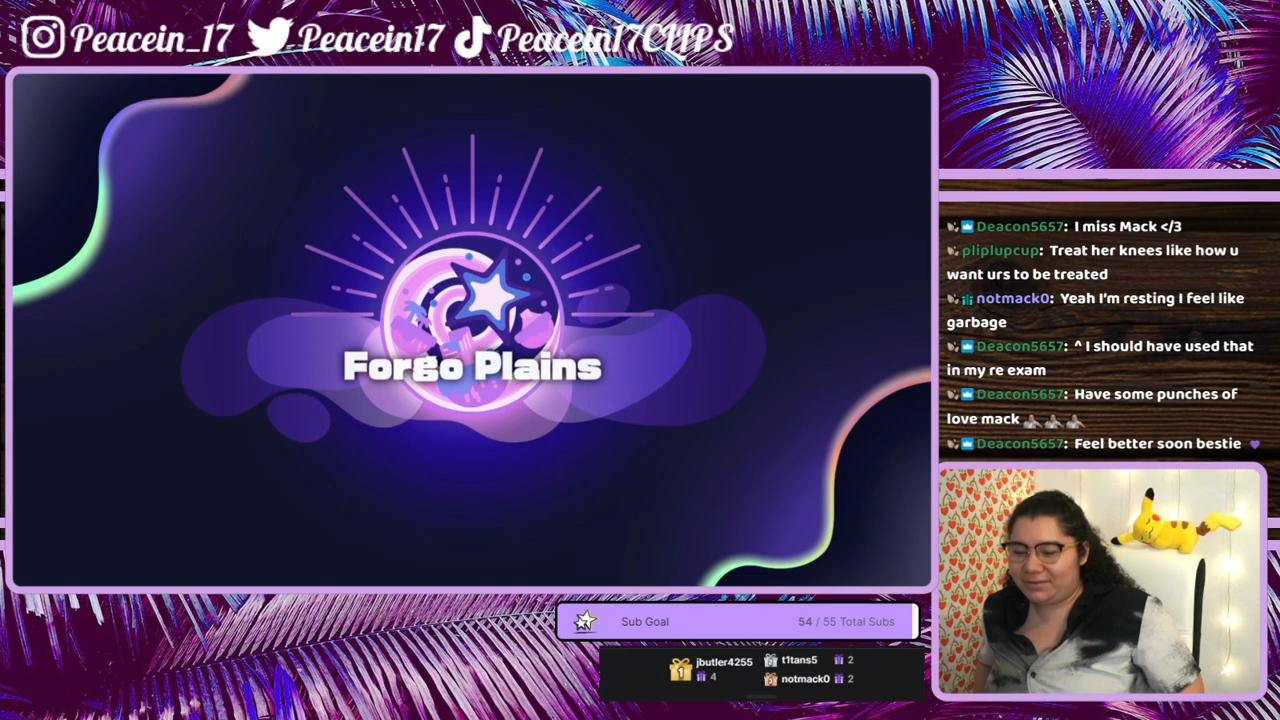 Peacein_17 Peacein17 Peacein17ClIPS
Forgo Plains
Deacon5657: I miss Mack </3
pliplupcup: Treat her knees like how u
want urs to be treated
notmack0: Yeah I'm resting I feel like
garbage
Deacon5657: ^ I should have used that
in my re exam
Deacon5657: Have some punches of
love mack
Deacon5657: Feel better soon bestie
Sub Goal 54 / 55 Total Subs
1 jbutler4255 4
t1tans5 2
notmack0 2